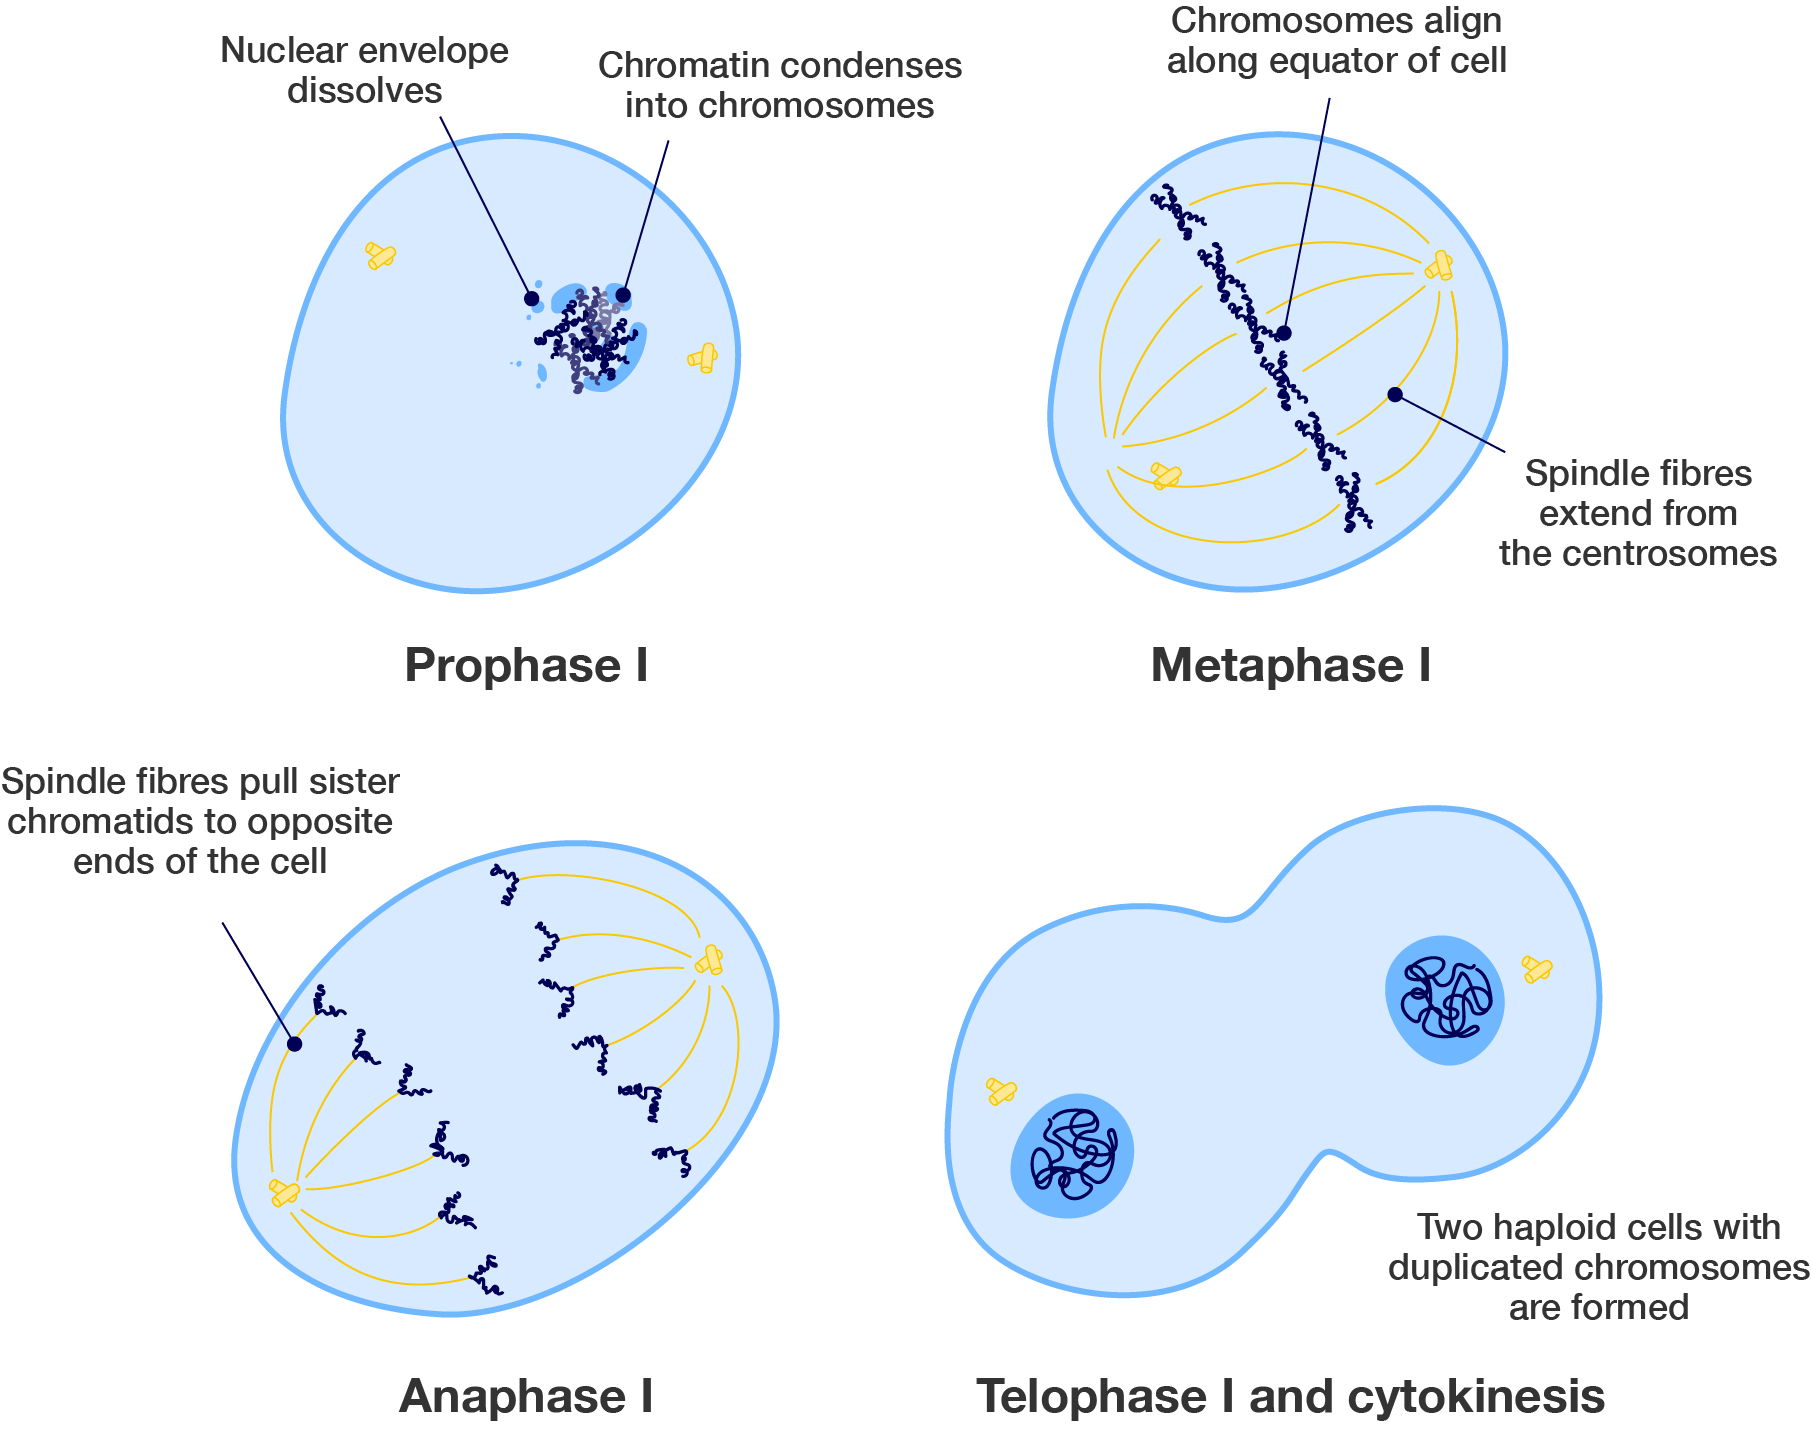 Nuclear envelope
dissolves
Chromatin condenses
into chromosomes
Chromosomes align
along equator of cell
Spindle fibres
extend from
the centrosomes
Prophase I
Metaphase I
Spindle fibres pull sister
chromatids to opposite
ends of the cell
Two haploid cells with
duplicated chromosomes
are formed
Anaphase I
Telophase I and cytokinesis